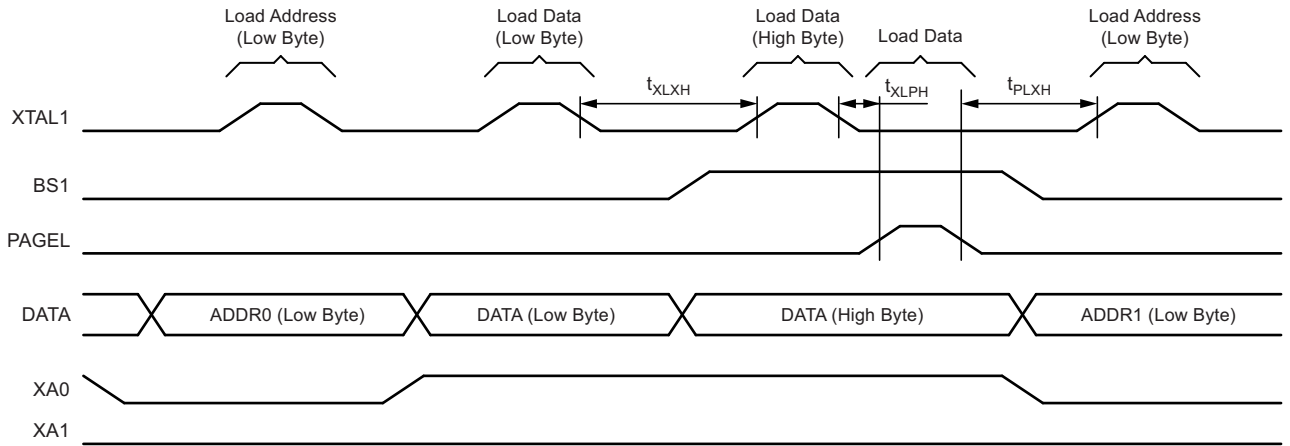 Load Address
(Low Byte)
Load Data
(Low Byte)
Load Data
(High Byte)
Load Data
Load Address
(Low Byte)
tXLXH
tXLPH
tPLXH
XTAL1
BS1
PAGEL
DATA
ADDR0 (Low Byte)
DATA (Low Byte)
DATA (High Byte)
ADDR1 (Low Byte)
XA0
XA1